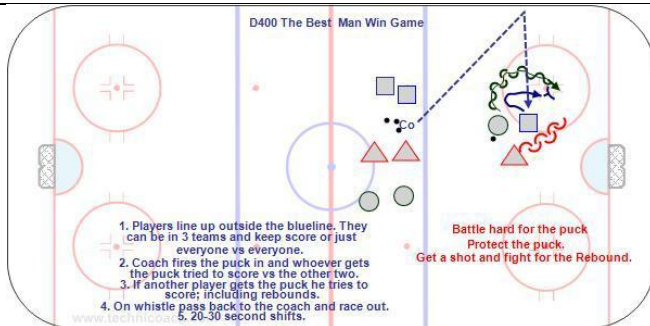 D400 The Best Man Win Game
Co
1. Players line up outside the blueline. They
can be in 3 teams and keep score or just
everyone vs everyone.
2. Coach fires the puck in and whoever gets
the puck tried to score vs the other two.
3. If another player gets the puck he tries to
score; including rebounds.
4. On whistle pass back to the coach and race out.
5. 20-30 second shifts.
Battle hard for the puck
Protect the puck.
Get a shot and fight for the Rebound.